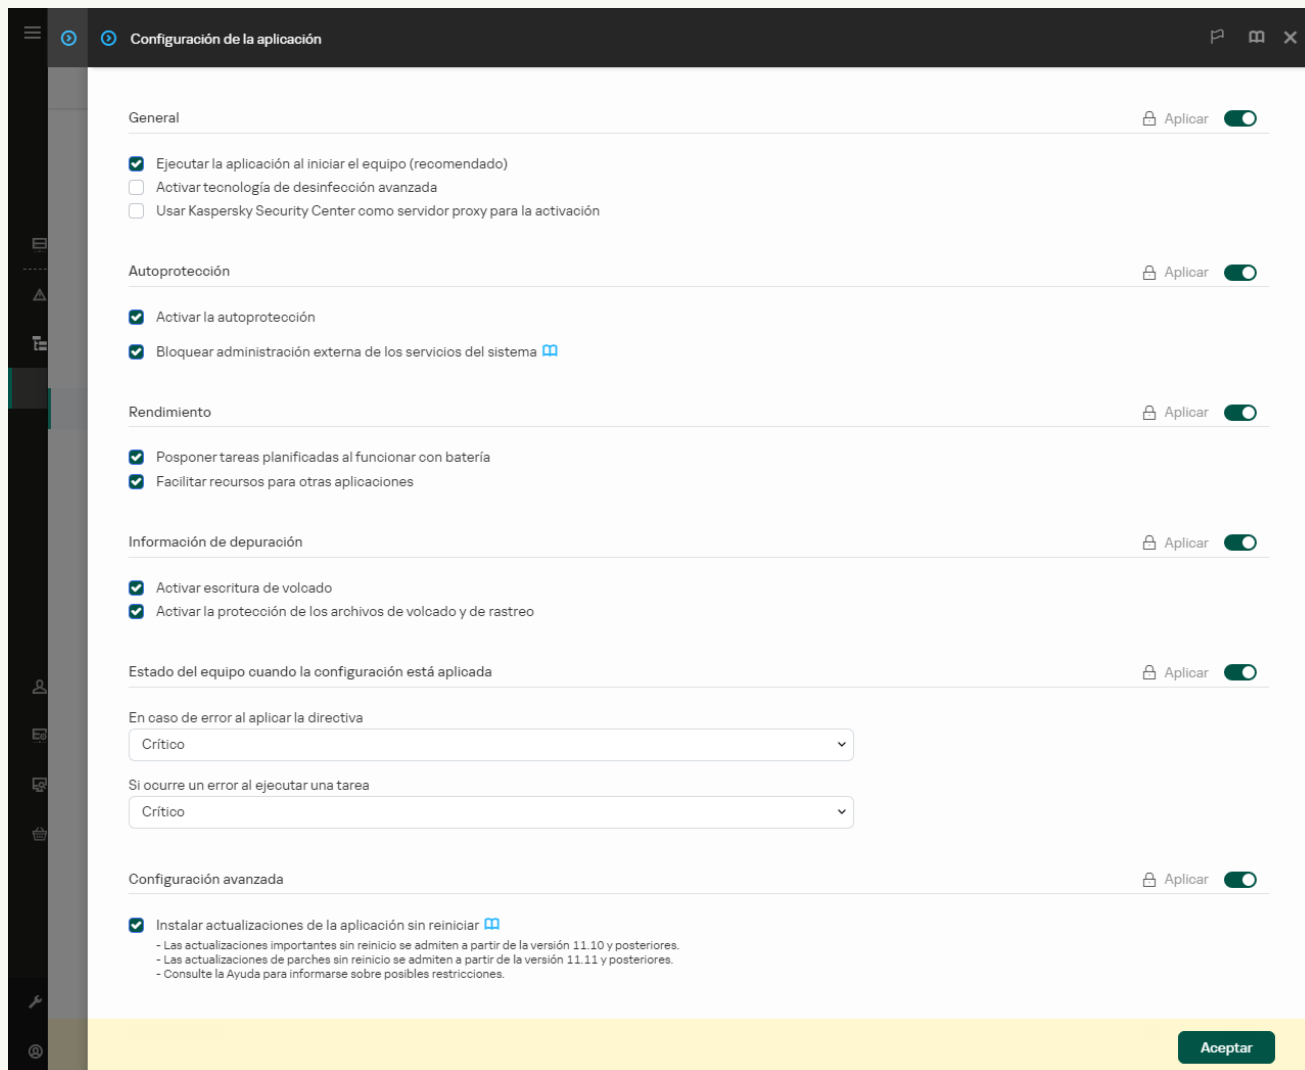 Configuración de la aplicación
General
Aplicar
Ejecutar la aplicación al iniciar el equipo (recomendado)
Activar tecnología de desinfección avanzada
Usar Kaspersky Security Center como servidor proxy para la activación
Autoprotección
Aplicar
Activar la autoprotección
Bloquear administración externa de los servicios del sistema
Rendimiento
Aplicar
Posponer tareas planificadas al funcionar con batería
Facilitar recursos para otras aplicaciones
Información de depuración
Aplicar
Activar escritura de volcado
Activar la protección de los archivos de volcado y de rastreo
Estado del equipo cuando la configuración está aplicada
Aplicar
En caso de error al aplicar la directiva
Crítico
Si ocurre un error al ejecutar una tarea
Crítico
Configuración avanzada
Aplicar
Instalar actualizaciones de la aplicación sin reiniciar
- Las actualizaciones importantes sin reinicio se admiten a partir de la versión 11.10 y posteriores.
- Las actualizaciones de parches sin reinicio se admiten a partir de la versión 11.11 y posteriores.
- Consulte la Ayuda para informarse sobre posibles restricciones.
Aceptar